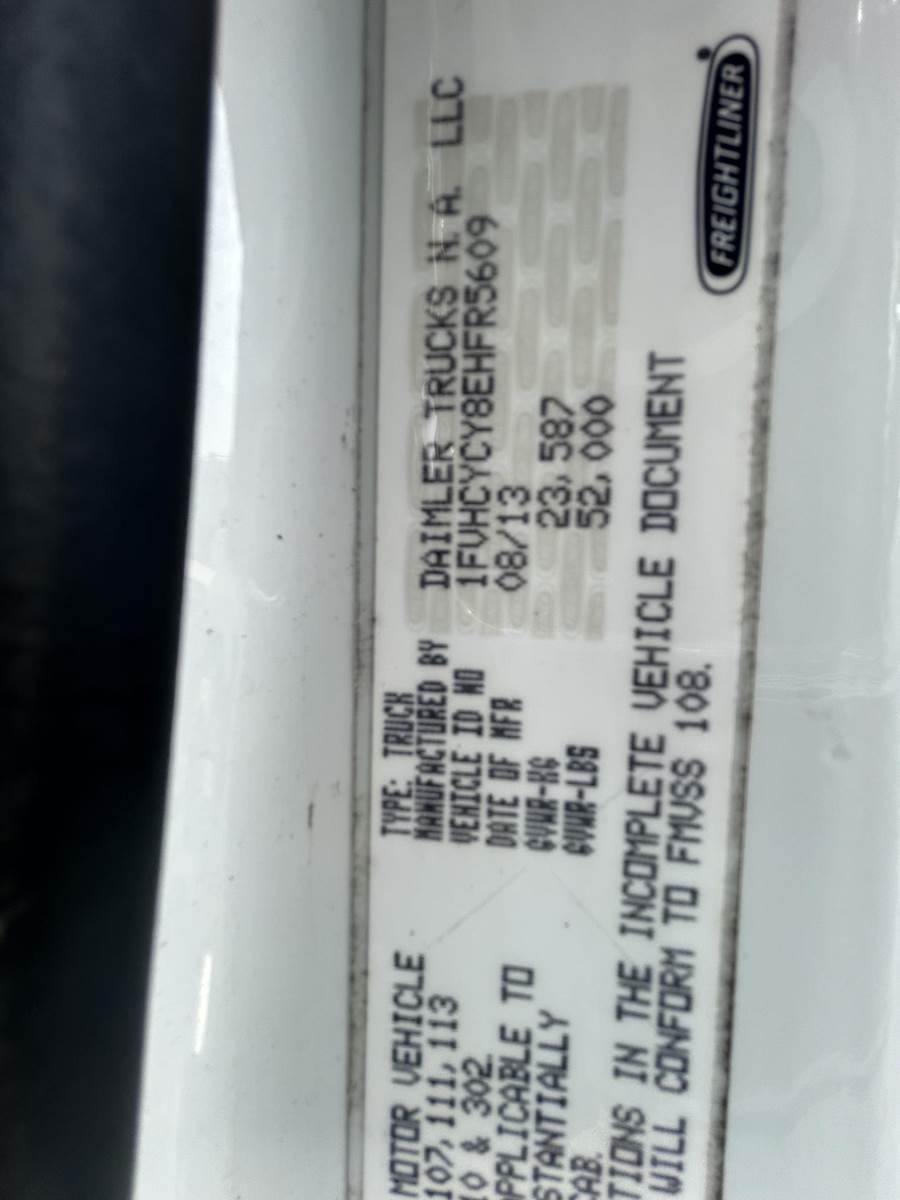 MOTOR VEHICLE
107, 111, 113
10 & 302.
APPLICABLE TO
STANTIALLY
CAB.
TYPE: TRUCK
MANUFACTURED BY DAIMLER TRUCKS N.A. LLC
VEHICLE ID NO 1FVHCYCY8EHFR5609
DATE OF MFR 08/13
GVWR-KG 23,587
GVWR-LBS 52,000
TIONS IN THE INCOMPLETE VEHICLE DOCUMENT
WILL CONFORM TO FMVSS 108.
FREIGHTLINER